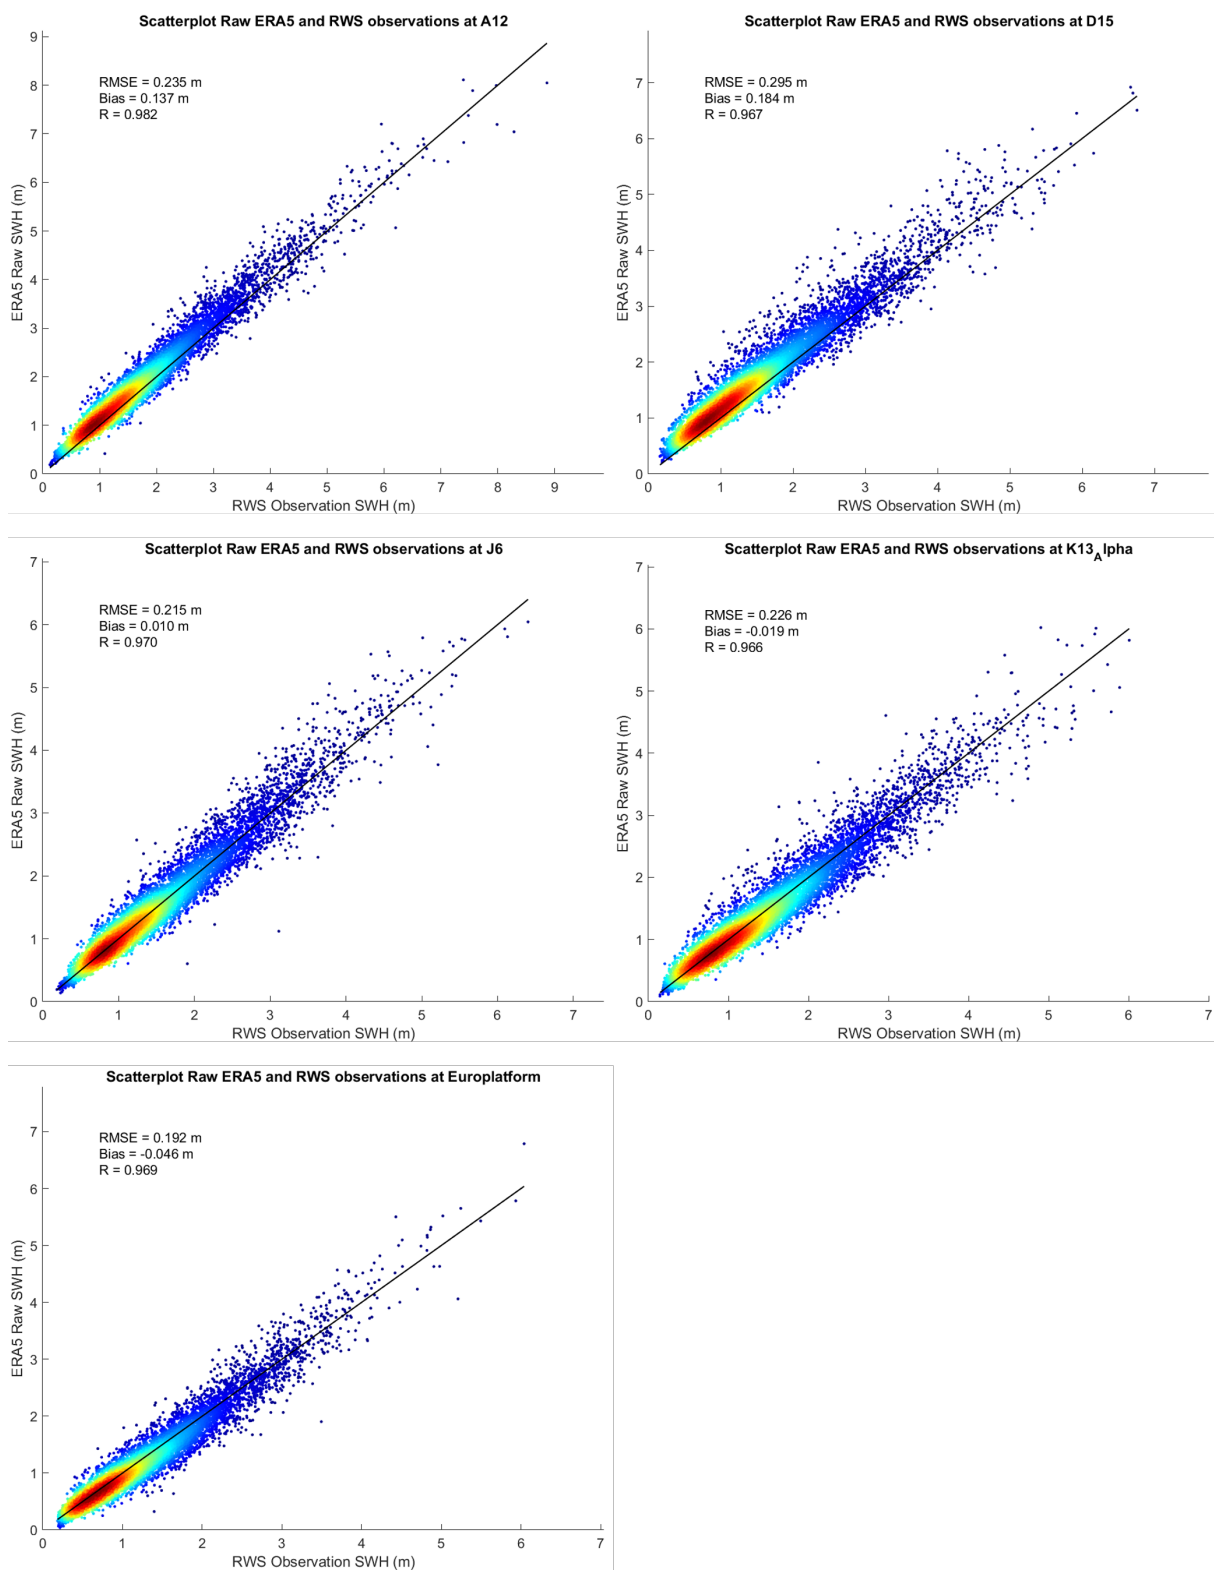 Scatterplot Raw ERA5 and RWS observations at A12
RMSE = 0.235 m
Bias = 0.137 m
R = 0.982
ERA5 Raw SWH (m)
9
8
7
6
5
4
3
2
1
0
0 1 2 3 4 5 6 7 8 9
RWS Observation SWH (m)
Scatterplot Raw ERA5 and RWS observations at D15
RMSE = 0.295 m
Bias = 0.184 m
R = 0.967
ERA5 Raw SWH (m)
7
6
5
4
3
2
1
0
0 1 2 3 4 5 6 7
RWS Observation SWH (m)
Scatterplot Raw ERA5 and RWS observations at J6
RMSE = 0.215 m
Bias = 0.010 m
R = 0.970
ERA5 Raw SWH (m)
7
6
5
4
3
2
1
0
0 1 2 3 4 5 6 7
RWS Observation SWH (m)
Scatterplot Raw ERA5 and RWS observations at K13Alpha
RMSE = 0.226 m
Bias = -0.019 m
R = 0.966
ERA5 Raw SWH (m)
7
6
5
4
3
2
1
0
0 1 2 3 4 5 6 7
RWS Observation SWH (m)
Scatterplot Raw ERA5 and RWS observations at Europlatform
RMSE = 0.192 m
Bias = -0.046 m
R = 0.969
ERA5 Raw SWH (m)
7
6
5
4
3
2
1
0
0 1 2 3 4 5 6 7
RWS Observation SWH (m)